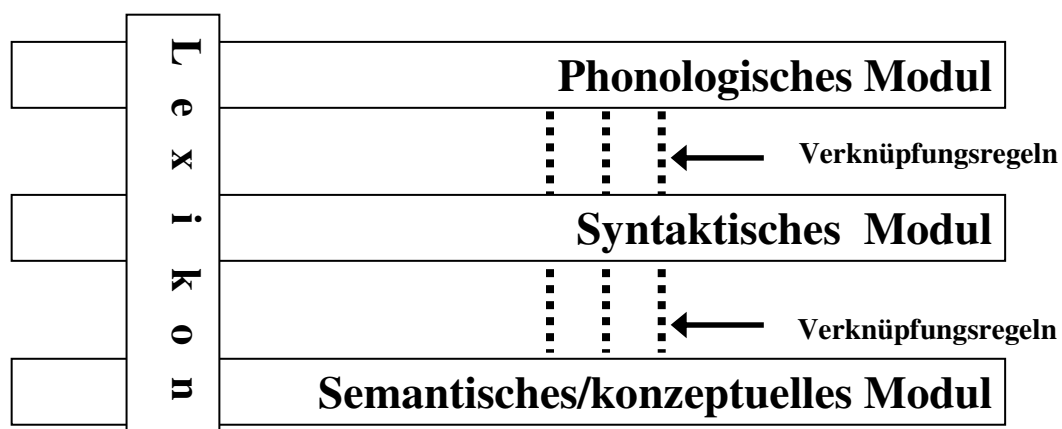 Lexikon
Phonologisches Modul
Verknüpfungsregeln
Syntaktisches Modul
Verknüpfungsregeln
Semantisches/konzeptuelles Modul